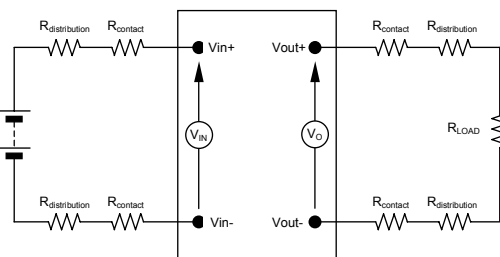 Rdistribution Rcontact Vin+ Vout+ Rcontact Rdistribution
VIN VO RLOAD
Rdistribution Rcontact Vin- Vout- Rcontact Rdistribution